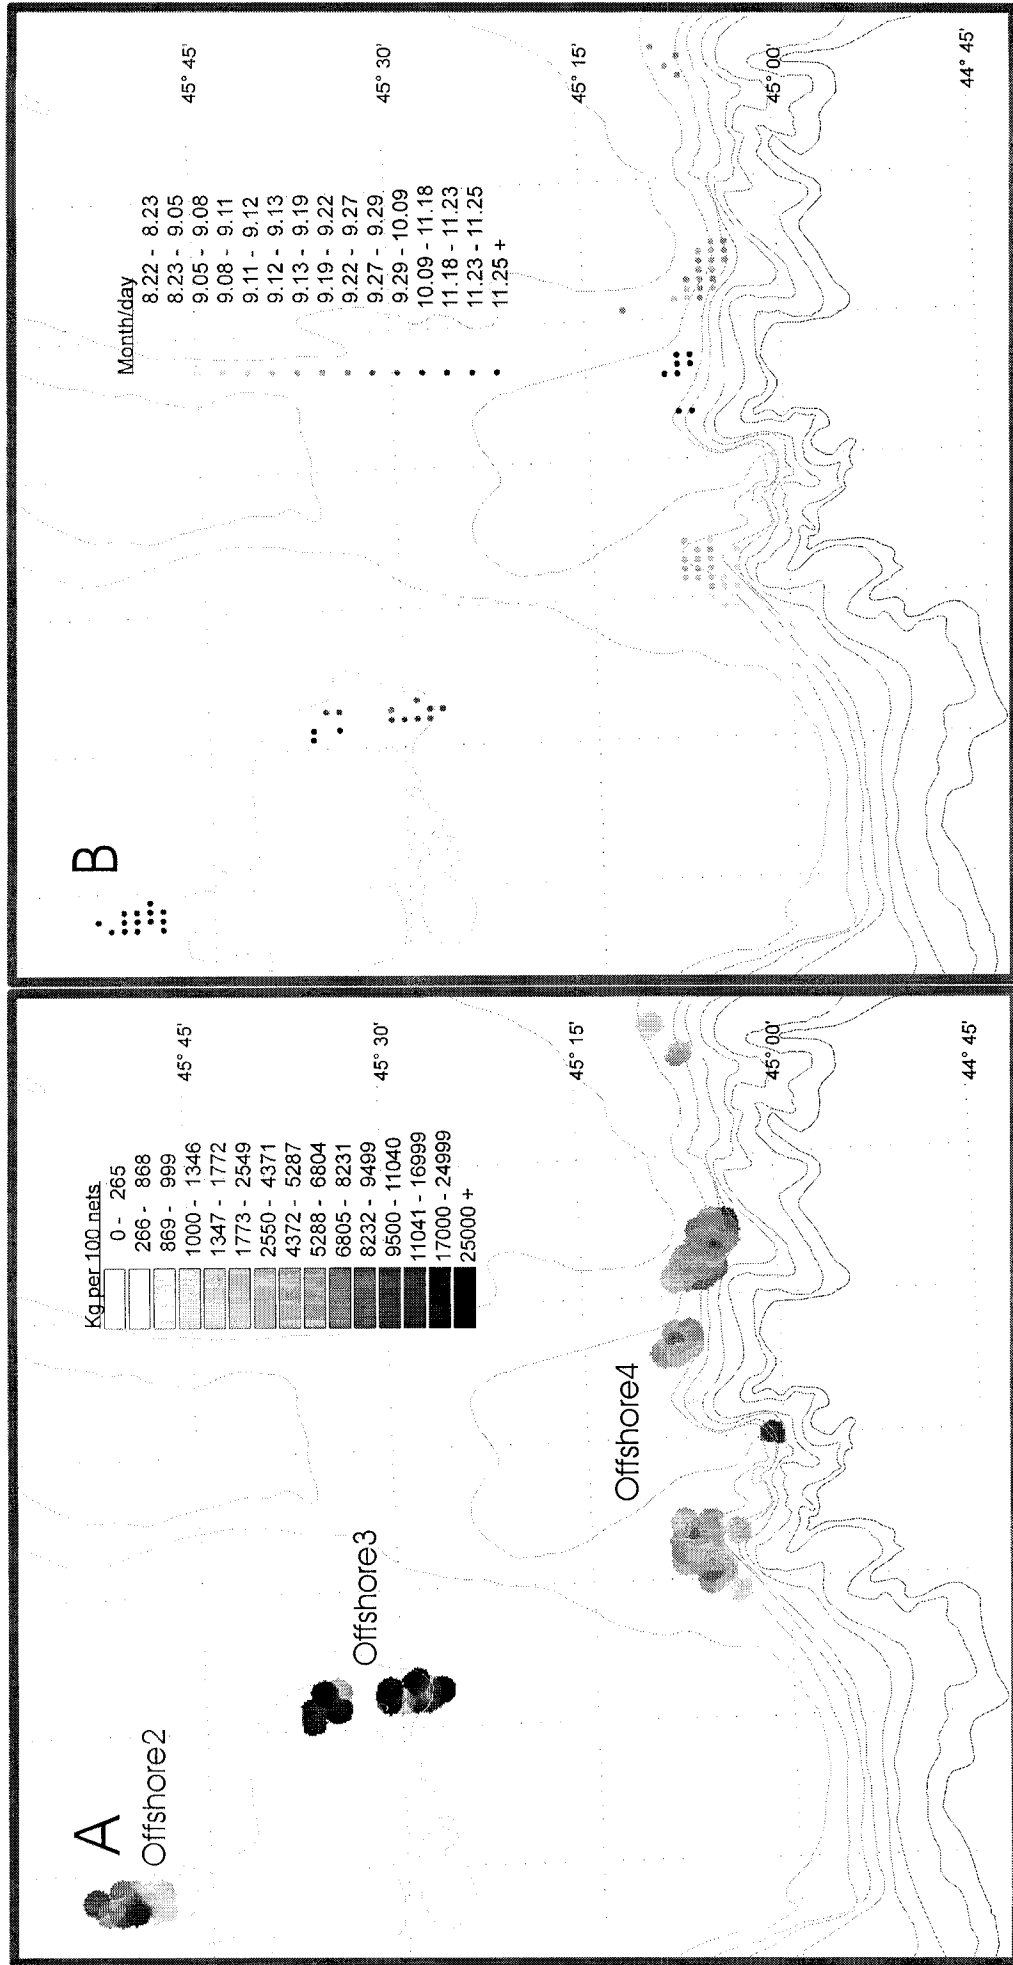 A
Offshore2
Offshore3
Offshore4
Kg per 100 nets
0 - 265
266 - 868
869 - 999
1000 - 1346
1347 - 1772
1773 - 2549
2550 - 4371
4372 - 5287
5288 - 6804
6805 - 8231
8232 - 9499
9500 - 11040
11041 - 16999
17000 - 24999
25000 +
45° 45'
45° 30'
45° 15'
45° 00'
44° 45'
B
Month/day
8.22 - 8.23
8.23 - 9.05
9.05 - 9.08
9.08 - 9.11
9.11 - 9.12
9.12 - 9.13
9.13 - 9.19
9.19 - 9.22
9.22 - 9.27
9.27 - 9.29
9.29 - 10.09
10.09 - 11.18
11.18 - 11.23
11.23 - 11.25
11.25 +
45° 45'
45° 30'
45° 15'
45° 00'
44° 45'